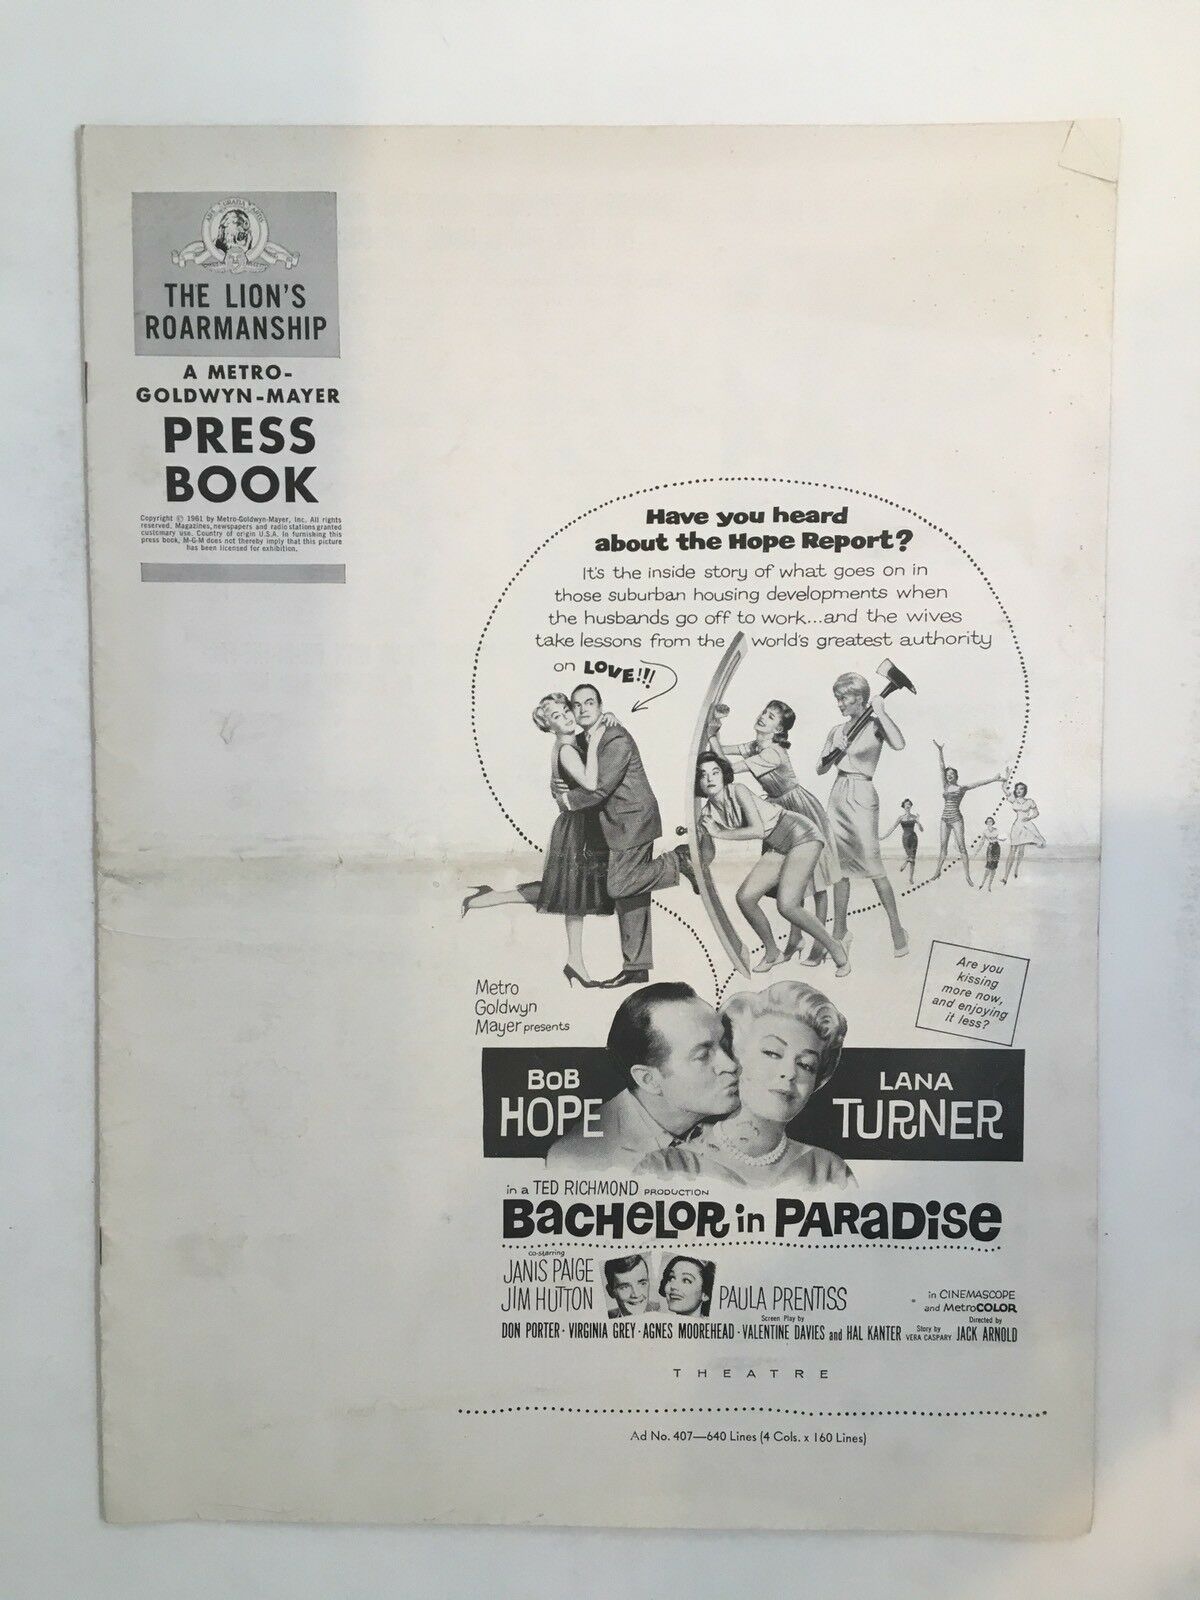 ARS GRATIA ARTIS
THE LION'S
ROARMANSHIP
A METRO-
GOLDWYN-MAYER
PRESS
BOOK
Copyright © 1961 by Metro-Goldwyn-Mayer, Inc. All rights
reserved. Magazines, newspapers and radio stations granted
customary use. Country of origin U.S.A. In furnishing this
press book, M-G-M does not thereby imply that this picture
has been licensed for exhibition.
Have you heard
about the Hope Report?
It's the inside story of what goes on in
those suburban housing developments when
the husbands go off to work...and the wives
take lessons from the world's greatest authority
on LOVE!!!
Are you
kissing
more now,
and enjoying
it less?
Metro
Goldwyn
Mayer presents
BOB
HOPE
LANA
TURNER
in a TED RICHMOND PRODUCTION
BACHELOR in PARADISE
co-starring
JANIS PAIGE
JIM HUTTON
PAULA PRENTISS
in CINEMASCOPE
and MetroCOLOR
DON PORTER · VIRGINIA GREY · AGNES MOOREHEAD · Screen Play by VALENTINE DAVIES and HAL KANTER Story by VERA CASPARY Directed by JACK ARNOLD
THEATRE
Ad No. 407—640 Lines (4 Cols. x 160 Lines)